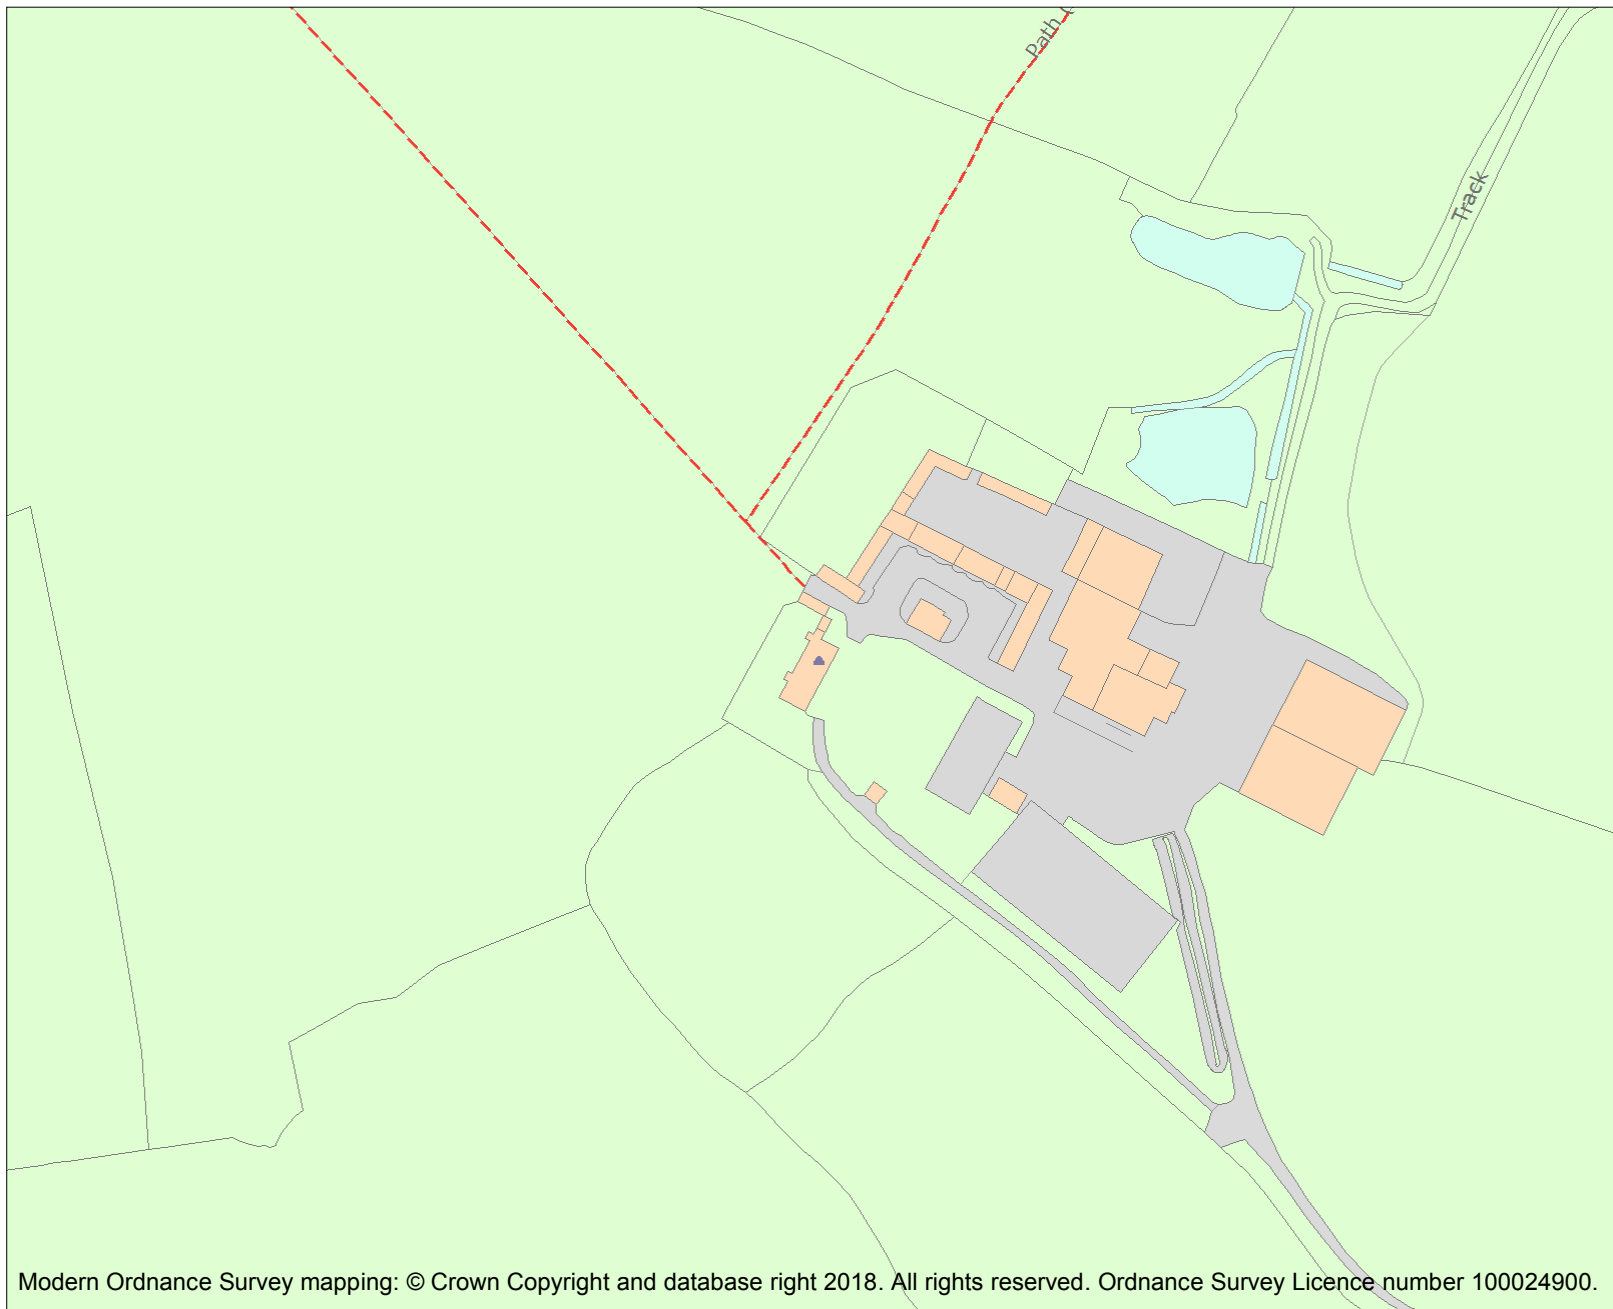 Path
Track
Modern Ordnance Survey mapping: © Crown Copyright and database right 2018. All rights reserved. Ordnance Survey Licence number 100024900.